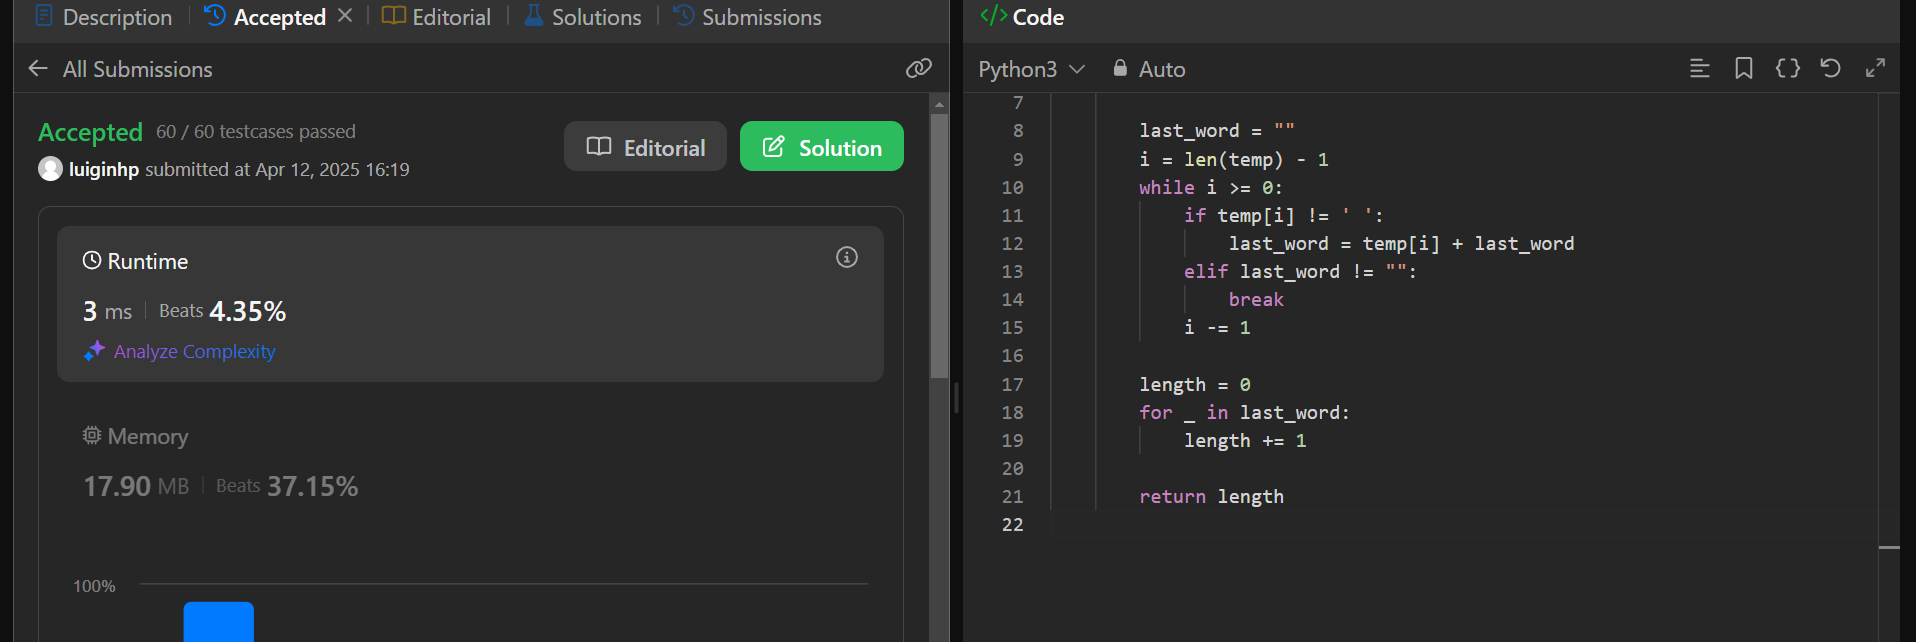 Description
Accepted
Editorial
Solutions
Submissions
All Submissions
Accepted 60 / 60 testcases passed
luiginhp submitted at Apr 12, 2025 16:19
Editorial
Solution
Runtime
3 ms Beats 4.35%
Analyze Complexity
Memory
17.90 MB Beats 37.15%
100%
</> Code
Python3 Auto
7
8 last_word = ""
9 i = len(temp) - 1
10 while i >= 0:
11 if temp[i] != ' ':
12 last_word = temp[i] + last_word
13 elif last_word != "":
14 break
15 i -= 1
16
17 length = 0
18 for _ in last_word:
19 length += 1
20
21 return length
22